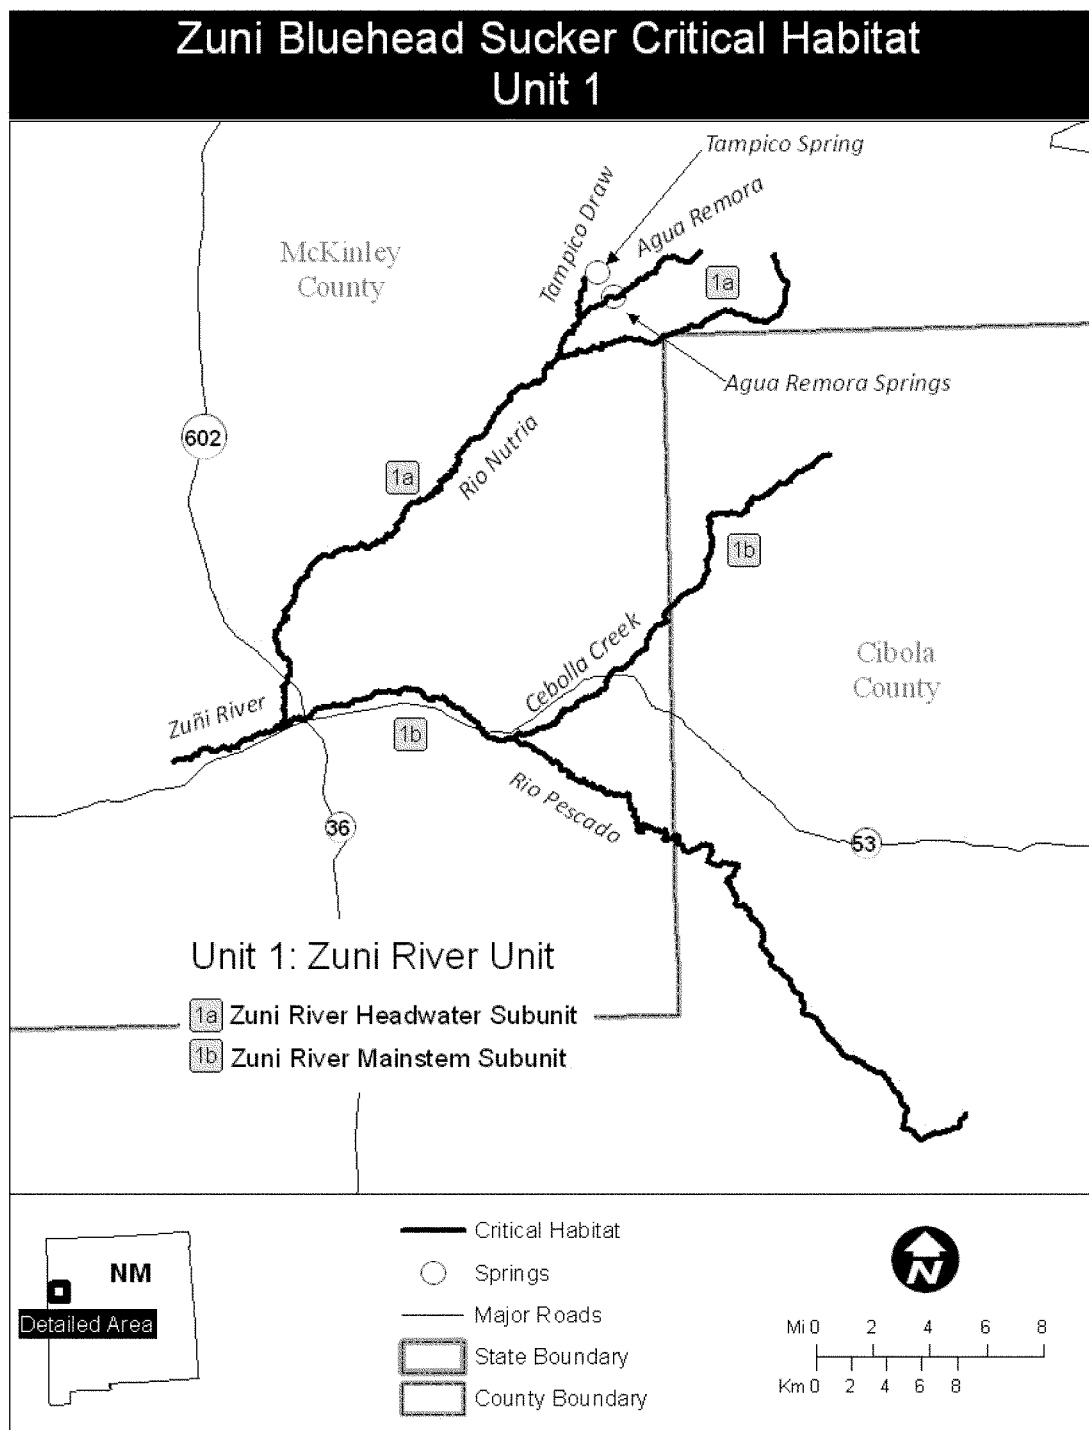 Zuni Bluehead Sucker Critical Habitat
Unit 1
Tampico Spring
Tampico Draw
Agua Remora
McKinley
County
1a
Agua Remora Springs
602
Rio Nutria
1a
1b
Cebolla Creek
Cibola
County
Zuñi River
1b
Rio Pescado
36
53
Unit 1: Zuni River Unit
1a Zuni River Headwater Subunit
1b Zuni River Mainstem Subunit
NM
Detailed Area
Critical Habitat
Springs
Major Roads
State Boundary
County Boundary
N
Mi 0 2 4 6 8
Km 0 2 4 6 8